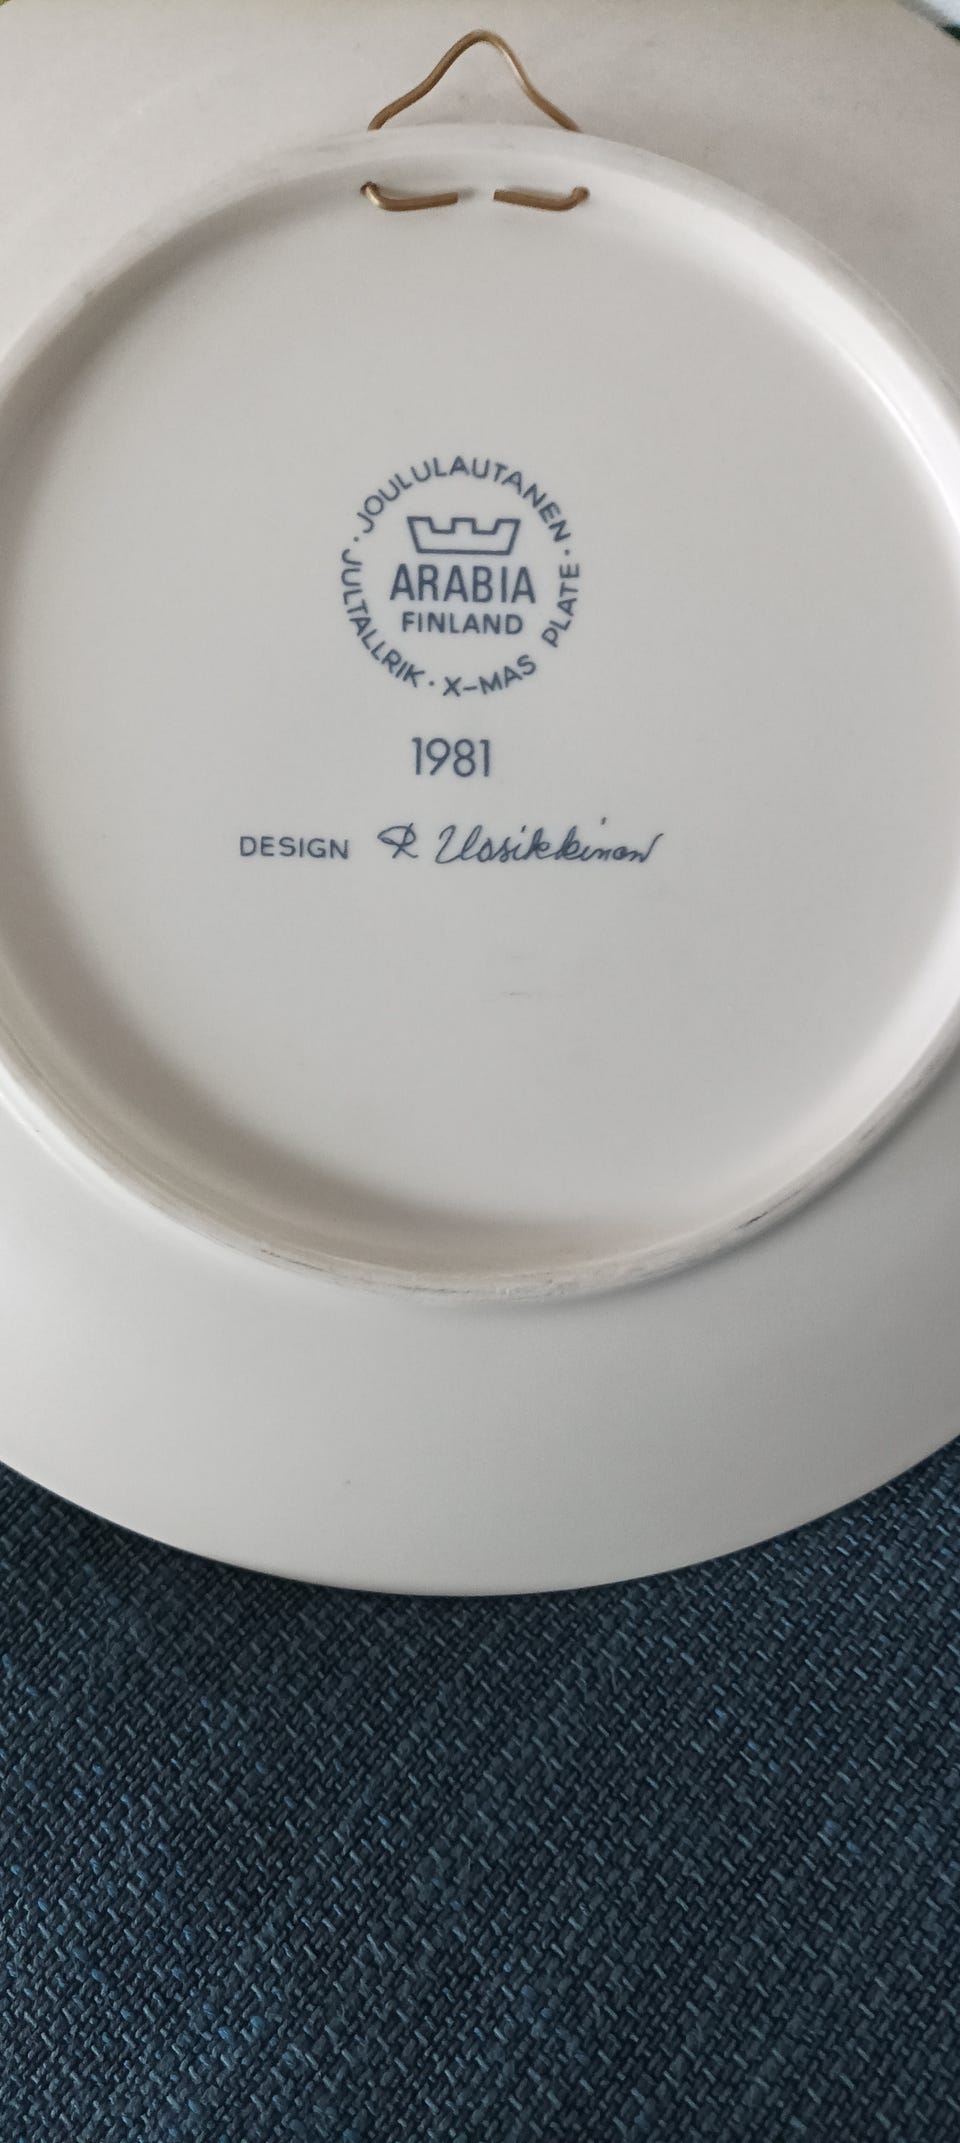 · JOULULAUTANEN · JULTALLRIK · X-MAS PLATE
ARABIA
FINLAND
1981
DESIGN R Uosikkinen